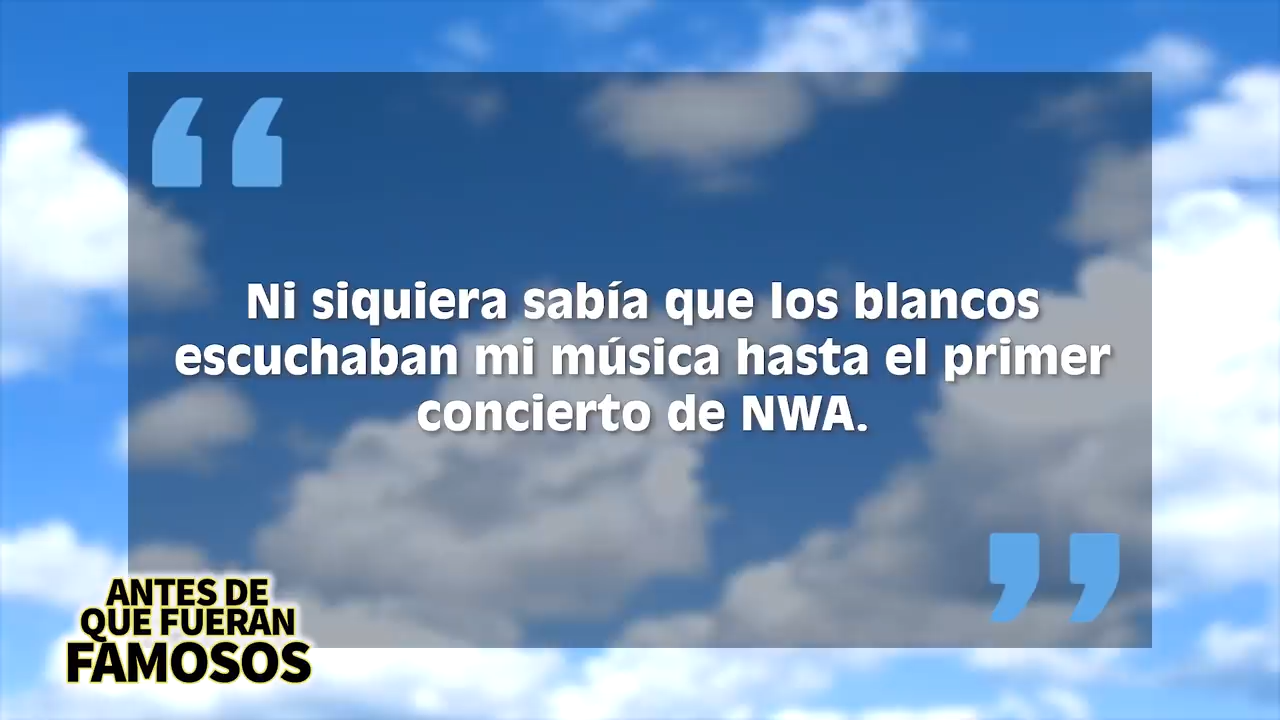 “
Ni siquiera sabía que los blancos
escuchaban mi música hasta el primer
concierto de NWA.
”
ANTES DE
QUE FUERAN
FAMOSOS